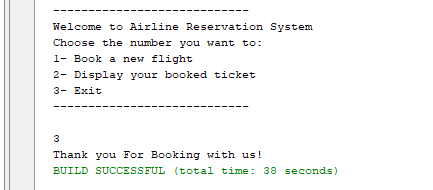 ----------------------------
Welcome to Airline Reservation System
Choose the number you want to:
1- Book a new flight
2- Display your booked ticket
3- Exit
----------------------------
3
Thank you For Booking with us!
BUILD SUCCESSFUL (total time: 38 seconds)